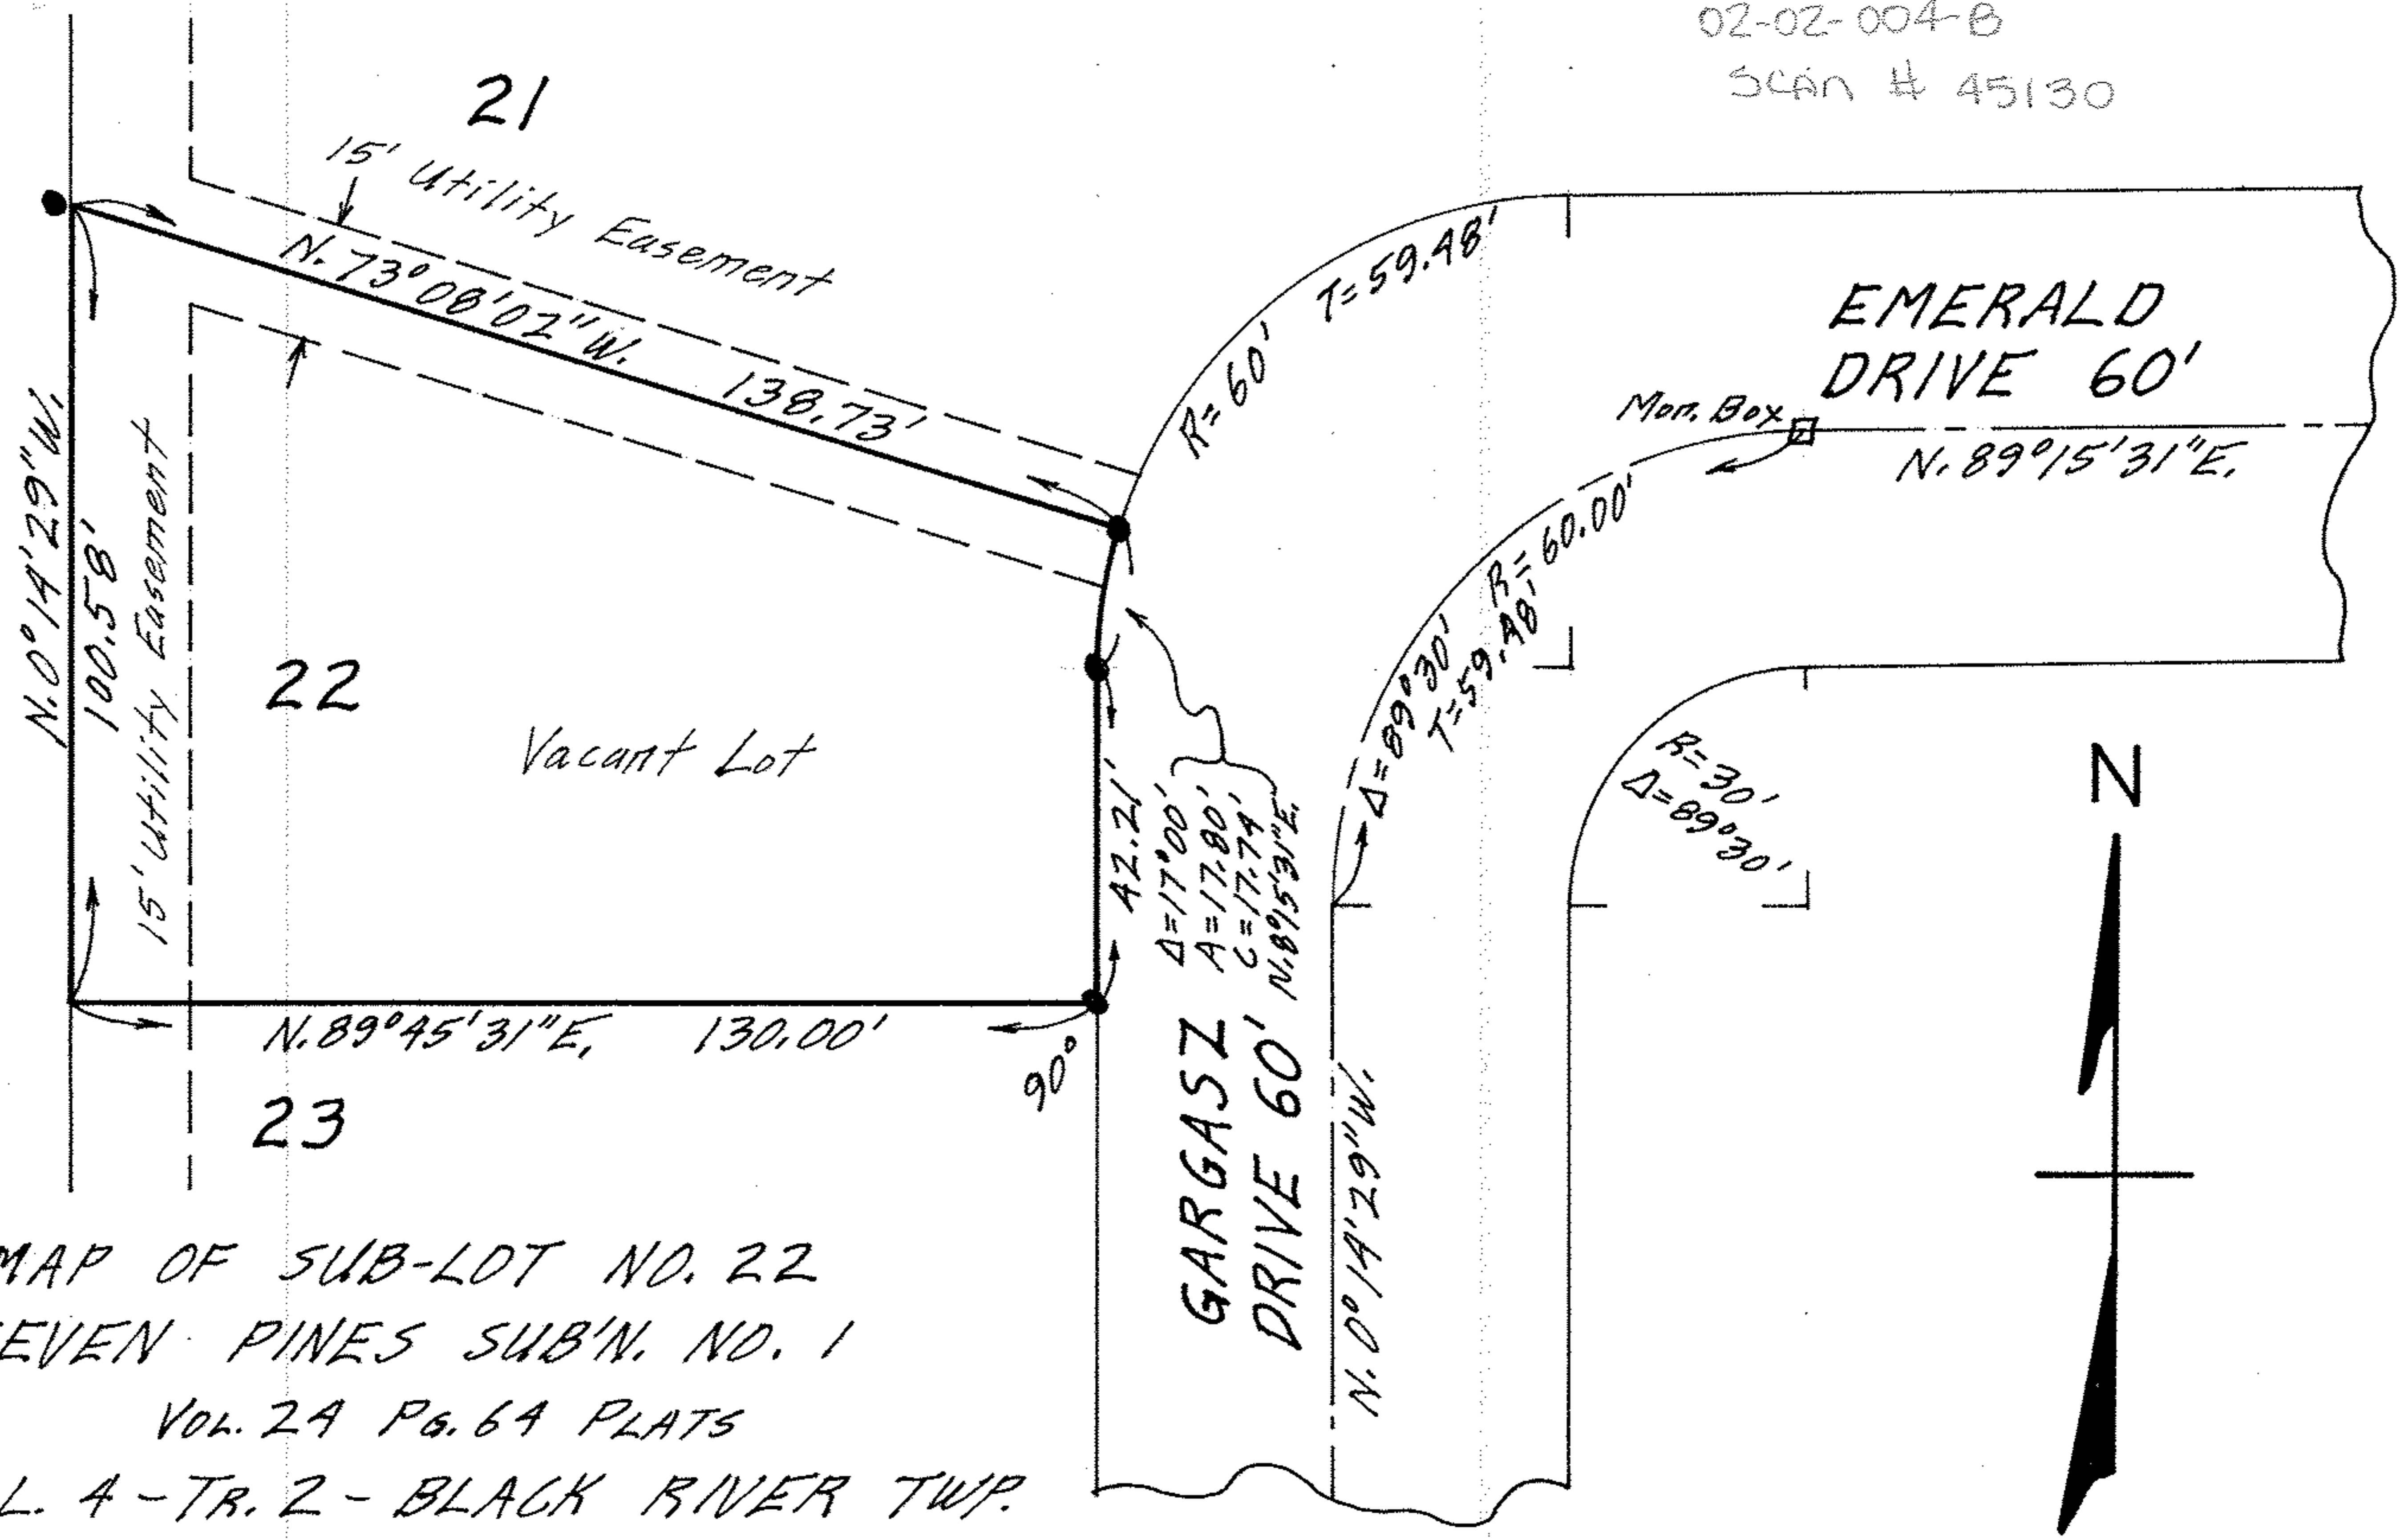 02-02-004-B
SCAN # 45130
21
15' Utility Easement
N. 73° 08' 02" W. 138.73'
N. 0° 14' 29" W.
100.58'
15' Utility Easement
22
Vacant Lot
N. 89° 45' 31" E. 130.00'
90°
23
42.21'
Δ = 17° 00'
A = 17.80'
C = 17.74'
N. 8° 15' 31" E.
R = 60' T = 59.48'
EMERALD
DRIVE 60'
Mon. Box
N. 89° 15' 31" E.
Δ = 89° 30' R = 60.00'
T = 59.48'
R = 30'
Δ = 89° 30'
N
GARGASZ
DRIVE 60'
N. 0° 14' 29" W.
MAP OF SUB-LOT NO. 22
EVEN PINES SUB'N. NO. 1
VOL. 24 PG. 64 PLATS
L. 4 - TR. 2 - BLACK RIVER TWP.